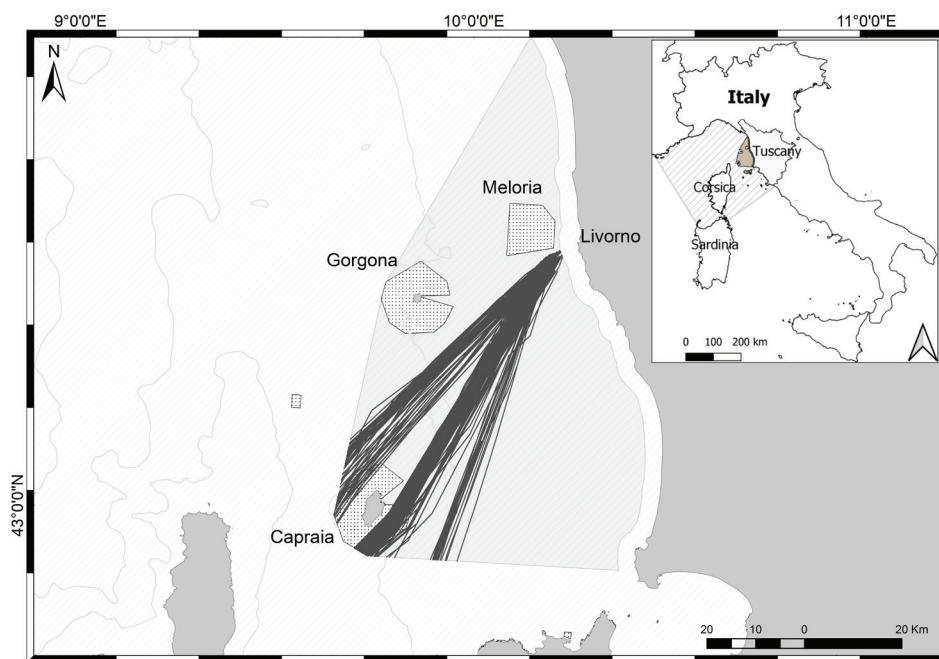 9°0'0"E 10°0'0"E 11°0'0"E
N
Italy
Tuscany
Corsica
Sardinia
0 100 200 km
Meloria
Livorno
Gorgona
43°0'0"N
Capraia
20 10 0 20 Km